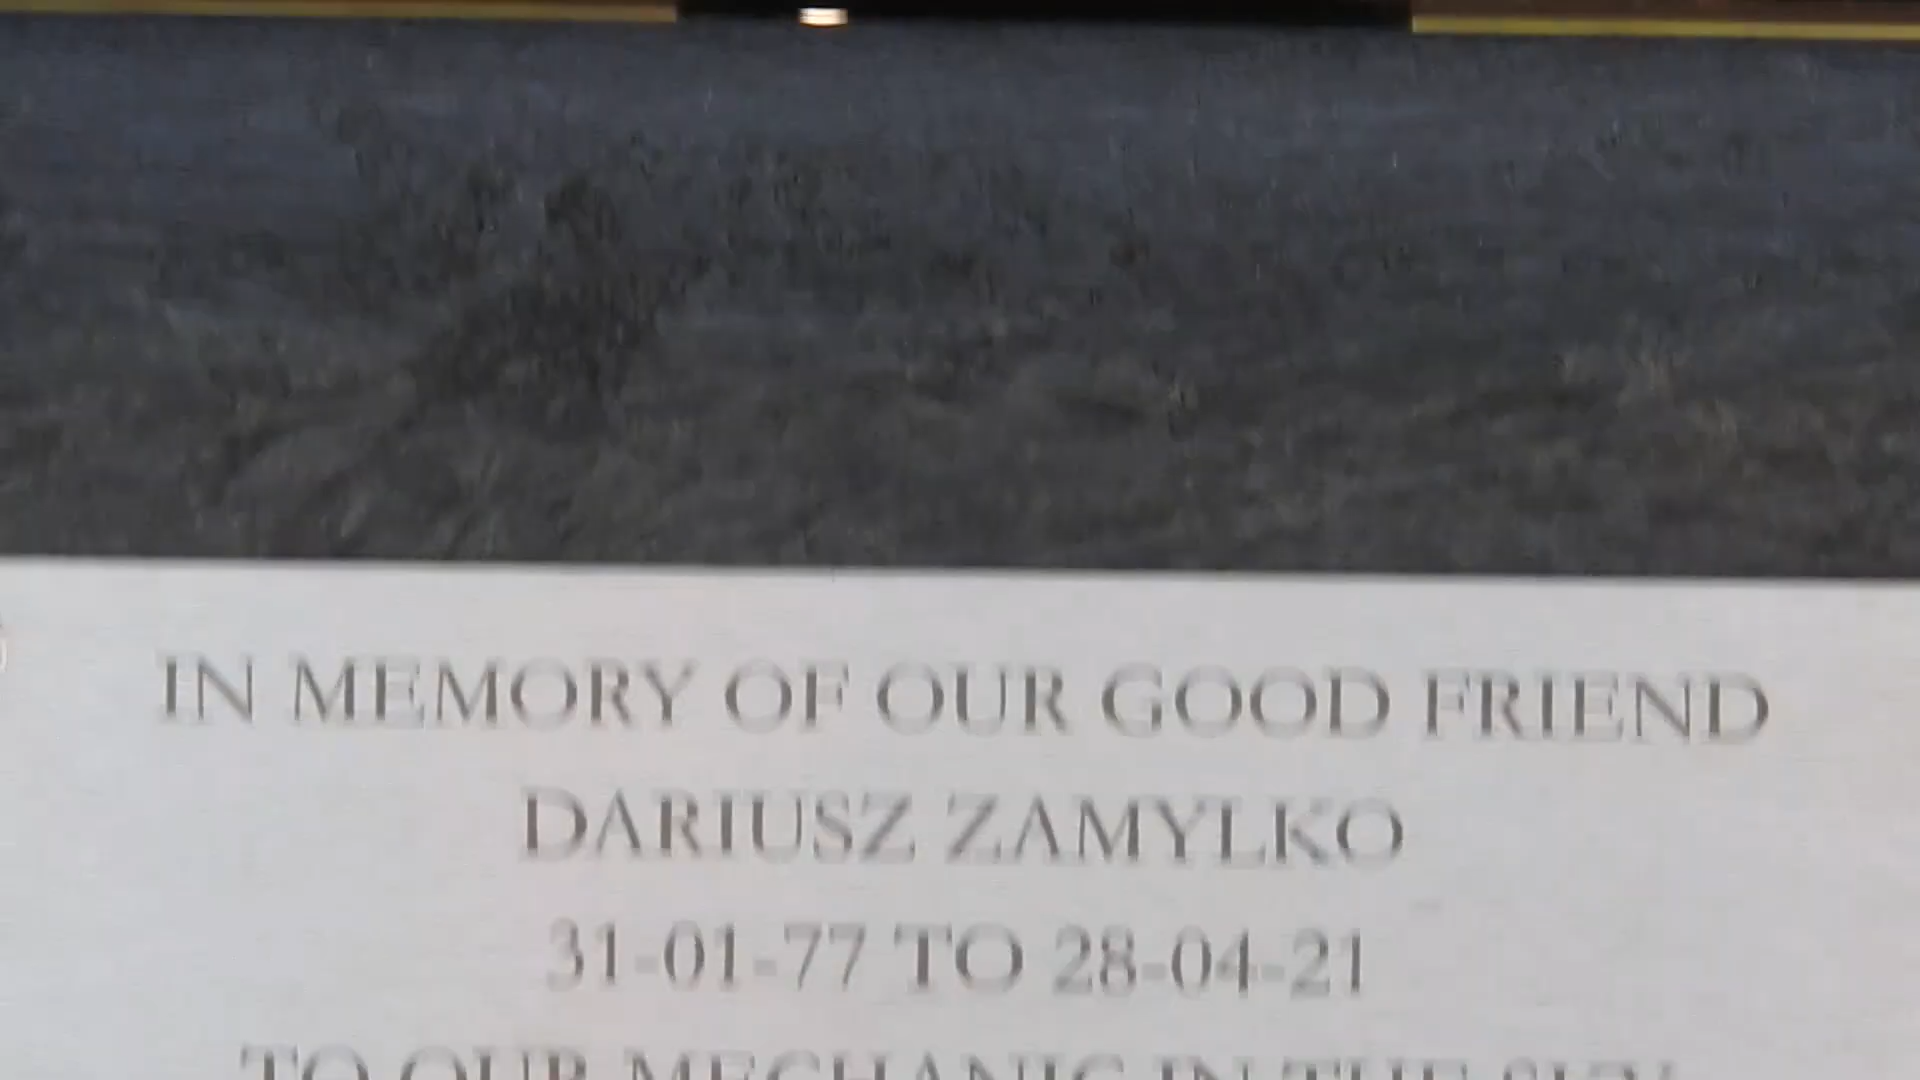 IN MEMORY OF OUR GOOD FRIEND
DARIUSZ ZAMYLKO
31-01-77 TO 28-04-21
TO OUR MECHANIC IN THE SKY